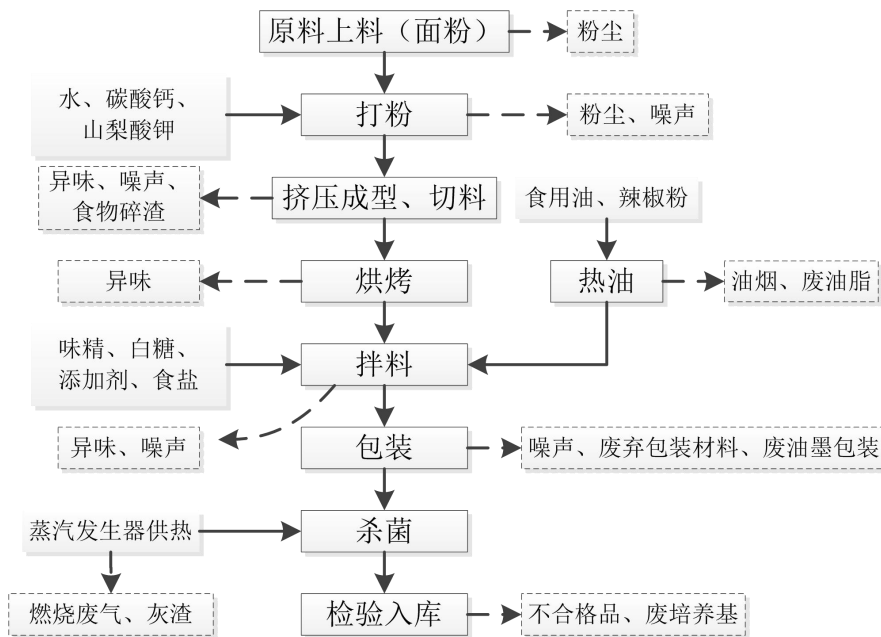 原料上料（面粉）
粉尘
水、碳酸钙、
山梨酸钾
打粉
粉尘、噪声
异味、噪声、
食物碎渣
挤压成型、切料
食用油、辣椒粉
异味
烘烤
热油
油烟、废油脂
味精、白糖、
添加剂、食盐
拌料
异味、噪声
包装
噪声、废弃包装材料、废油墨包装
蒸汽发生器供热
杀菌
燃烧废气、灰渣
检验入库
不合格品、废培养基